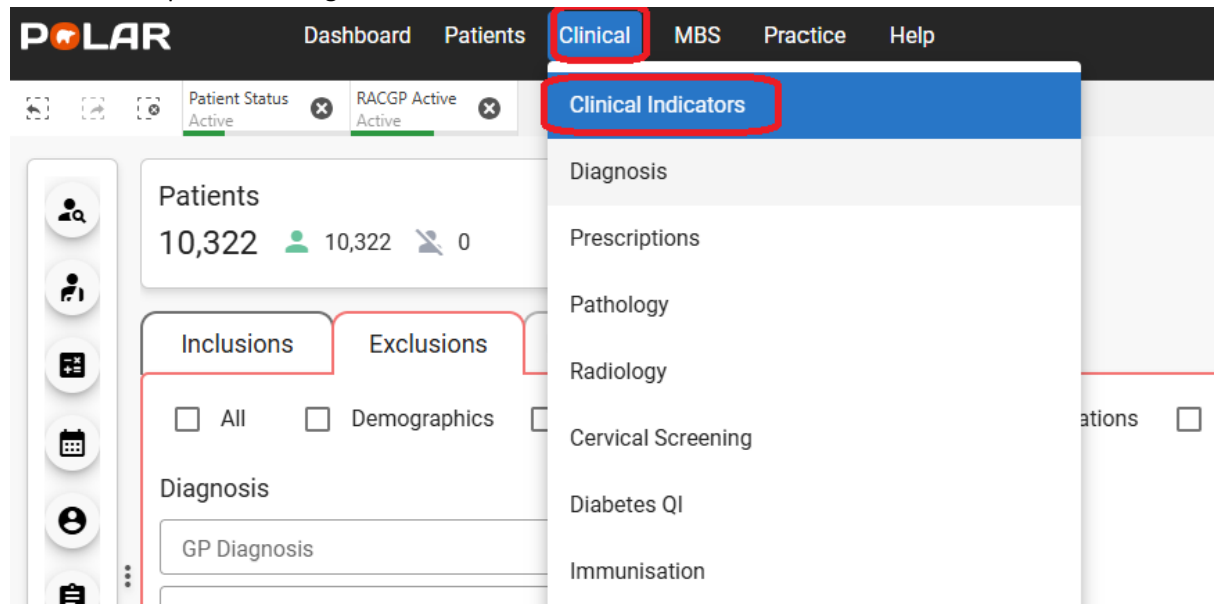 POLAR Dashboard Patients Clinical MBS Practice Help
Patient Status
Active
RACGP Active
Active
Clinical Indicators
Diagnosis
Prescriptions
Pathology
Radiology
Cervical Screening
Diabetes QI
Immunisation
Patients
10,322 10,322 0
Inclusions Exclusions
All Demographics ations
Diagnosis
GP Diagnosis